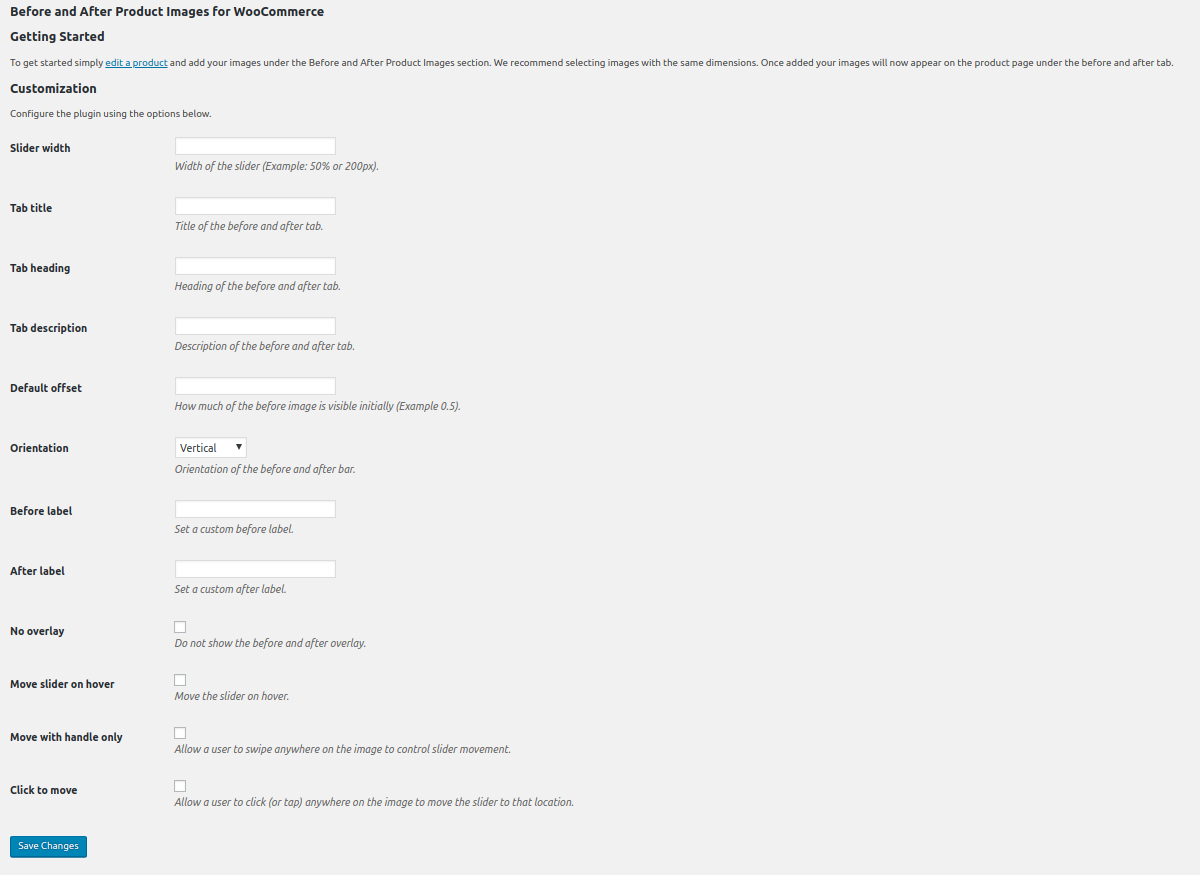 Before and After Product Images for WooCommerce
Getting Started
To get started simply edit a product and add your images under the Before and After Product Images section. We recommend selecting images with the same dimensions. Once added your images will now appear on the product page under the before and after tab.
Customization
Configure the plugin using the options below.
Slider width
Width of the slider (Example: 50% or 200px).
Tab title
Title of the before and after tab.
Tab heading
Heading of the before and after tab.
Tab description
Description of the before and after tab.
Default offset
How much of the before image is visible initially (Example 0.5).
Orientation Vertical
Orientation of the before and after bar.
Before label
Set a custom before label.
After label
Set a custom after label.
No overlay
Do not show the before and after overlay.
Move slider on hover
Move the slider on hover.
Move with handle only
Allow a user to swipe anywhere on the image to control slider movement.
Click to move
Allow a user to click (or tap) anywhere on the image to move the slider to that location.
Save Changes